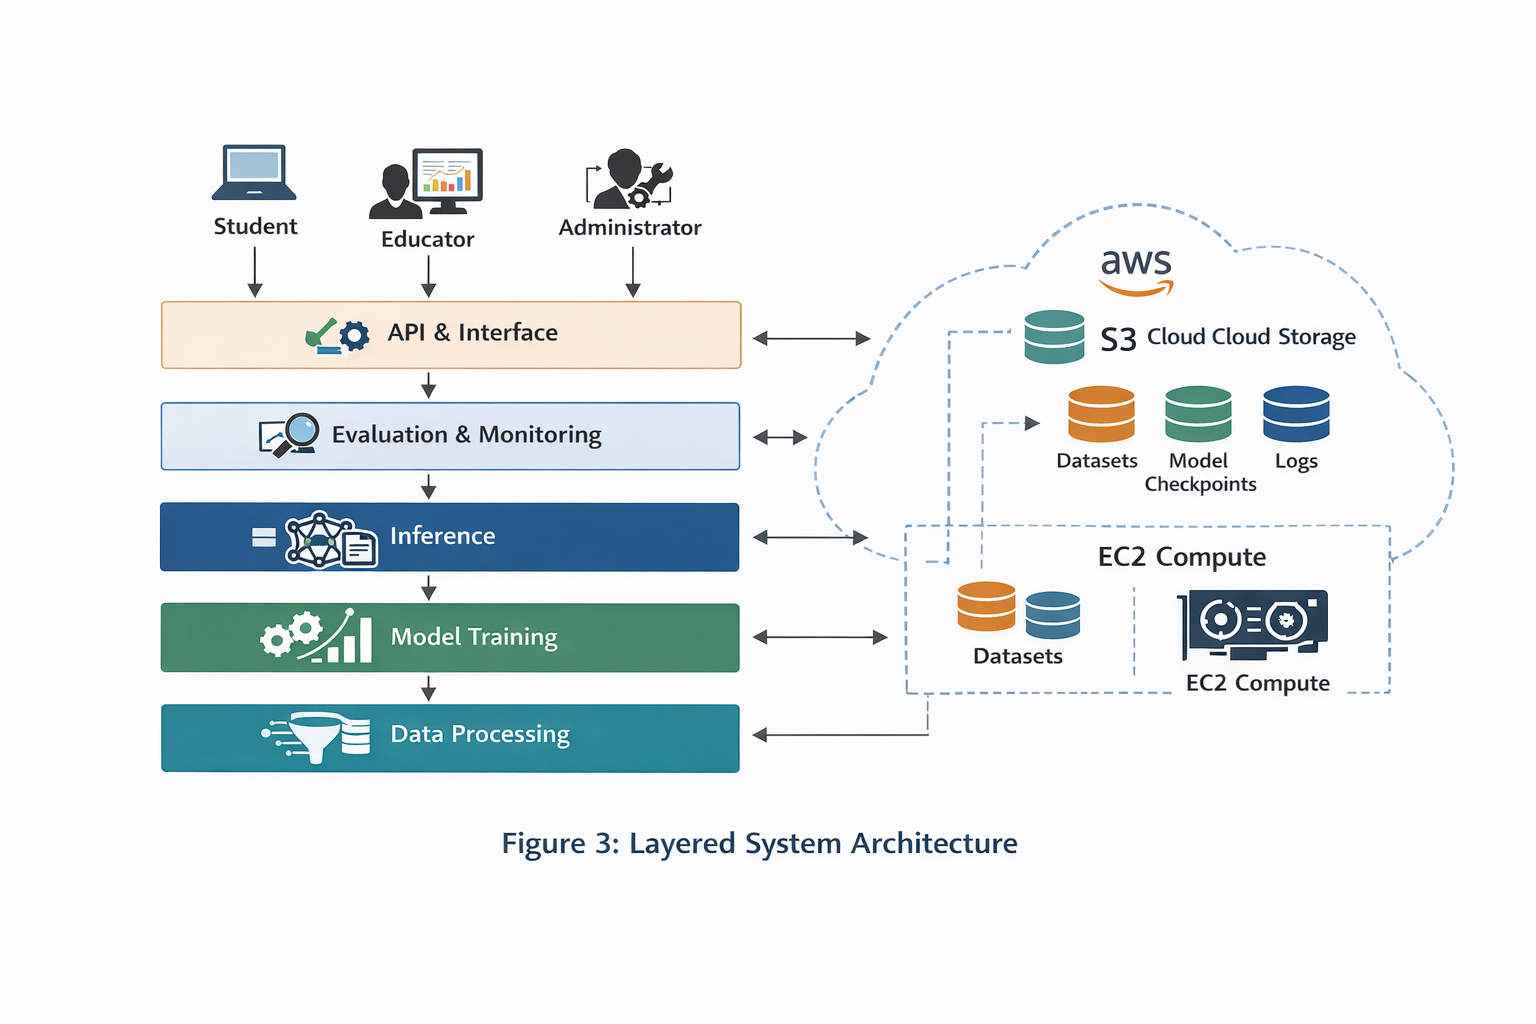 Student
Educator
Administrator
API & Interface
Evaluation & Monitoring
Inference
Model Training
Data Processing
aws
S3 Cloud Cloud Storage
Datasets
Model
Checkpoints
Logs
EC2 Compute
Datasets
EC2 Compute
Figure 3: Layered System Architecture